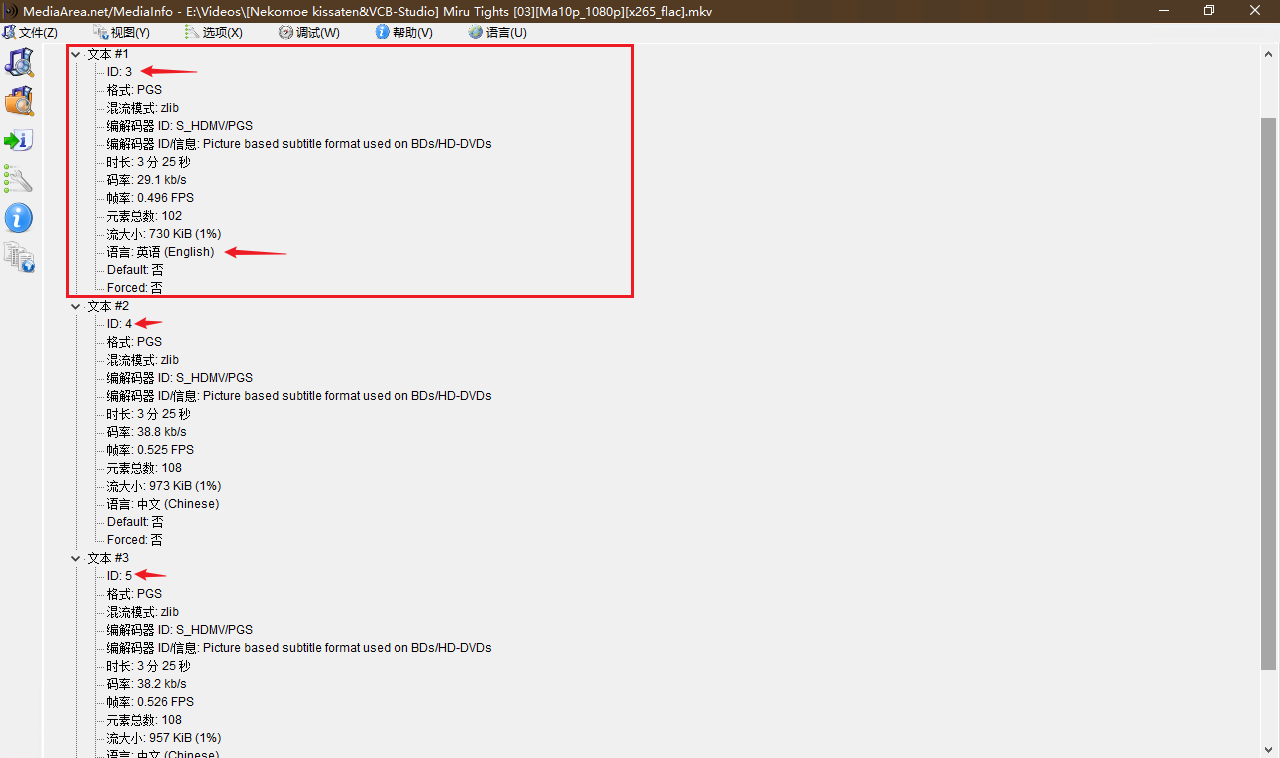 MediaArea.net/MediaInfo - E:\Videos\[Nekomoe kissaten&VCB-Studio] Miru Tights [03][Ma10p_1080p][x265_flac].mkv
文件(Z) 视图(Y) 选项(X) 调试(W) 帮助(V) 语言(U)
文本 #1
ID: 3
格式: PGS
混流模式: zlib
编解码器 ID: S_HDMV/PGS
编解码器 ID/信息: Picture based subtitle format used on BDs/HD-DVDs
时长: 3 分 25 秒
码率: 29.1 kb/s
帧率: 0.496 FPS
元素总数: 102
流大小: 730 KiB (1%)
语言: 英语 (English)
Default: 否
Forced: 否
文本 #2
ID: 4
格式: PGS
混流模式: zlib
编解码器 ID: S_HDMV/PGS
编解码器 ID/信息: Picture based subtitle format used on BDs/HD-DVDs
时长: 3 分 25 秒
码率: 38.8 kb/s
帧率: 0.525 FPS
元素总数: 108
流大小: 973 KiB (1%)
语言: 中文 (Chinese)
Default: 否
Forced: 否
文本 #3
ID: 5
格式: PGS
混流模式: zlib
编解码器 ID: S_HDMV/PGS
编解码器 ID/信息: Picture based subtitle format used on BDs/HD-DVDs
时长: 3 分 25 秒
码率: 38.2 kb/s
帧率: 0.526 FPS
元素总数: 108
流大小: 957 KiB (1%)
语言: 中文 (Chinese)